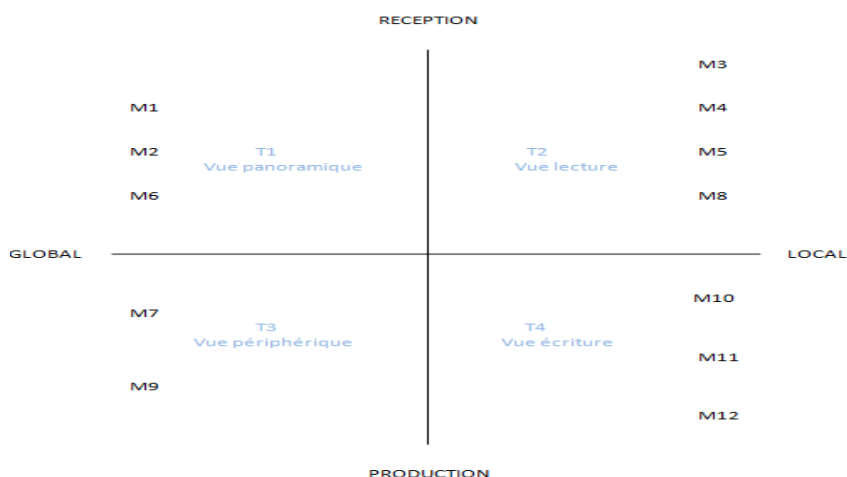 RECEPTION
M3
M1
M4
M2
T1
T2
M5
Vue panoramique
Vue lecture
M6
M8
GLOBAL
LOCAL
M10
M7
T3
T4
Vue périphérique
Vue écriture
M11
M9
M12
PRODUCTION